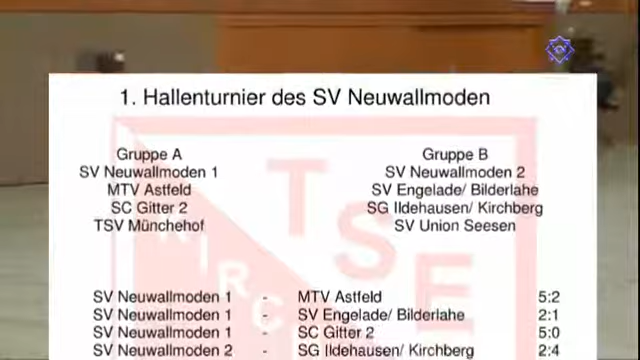 1. Hallenturnier des SV Neuwallmoden
Gruppe A Gruppe B
SV Neuwallmoden 1 SV Neuwallmoden 2
MTV Astfeld SV Engelade/ Bilderlahe
SC Gitter 2 SG Ildehausen/ Kirchberg
TSV Münchehof SV Union Seesen
SV Neuwallmoden 1 - MTV Astfeld 5:2
SV Neuwallmoden 1 - SV Engelade/ Bilderlahe 2:1
SV Neuwallmoden 1 - SC Gitter 2 5:0
SV Neuwallmoden 2 - SG Ildehausen/ Kirchberg 2:4
TSE
KIRC